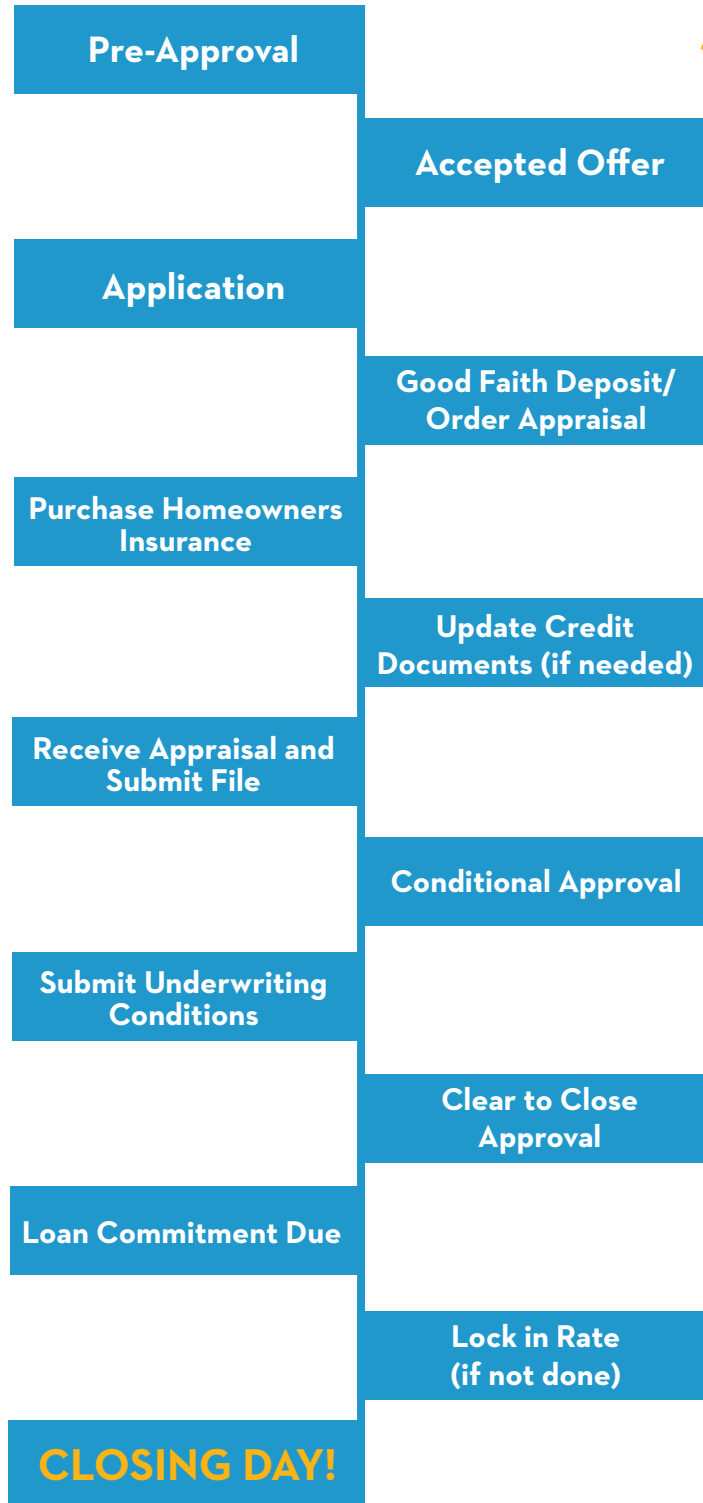 Pre-Approval
Accepted Offer
Application
Good Faith Deposit/
Order Appraisal
Purchase Homeowners
Insurance
Update Credit
Documents (if needed)
Receive Appraisal and
Submit File
Conditional Approval
Submit Underwriting
Conditions
Clear to Close
Approval
Loan Commitment Due
Lock in Rate
(if not done)
CLOSING DAY!